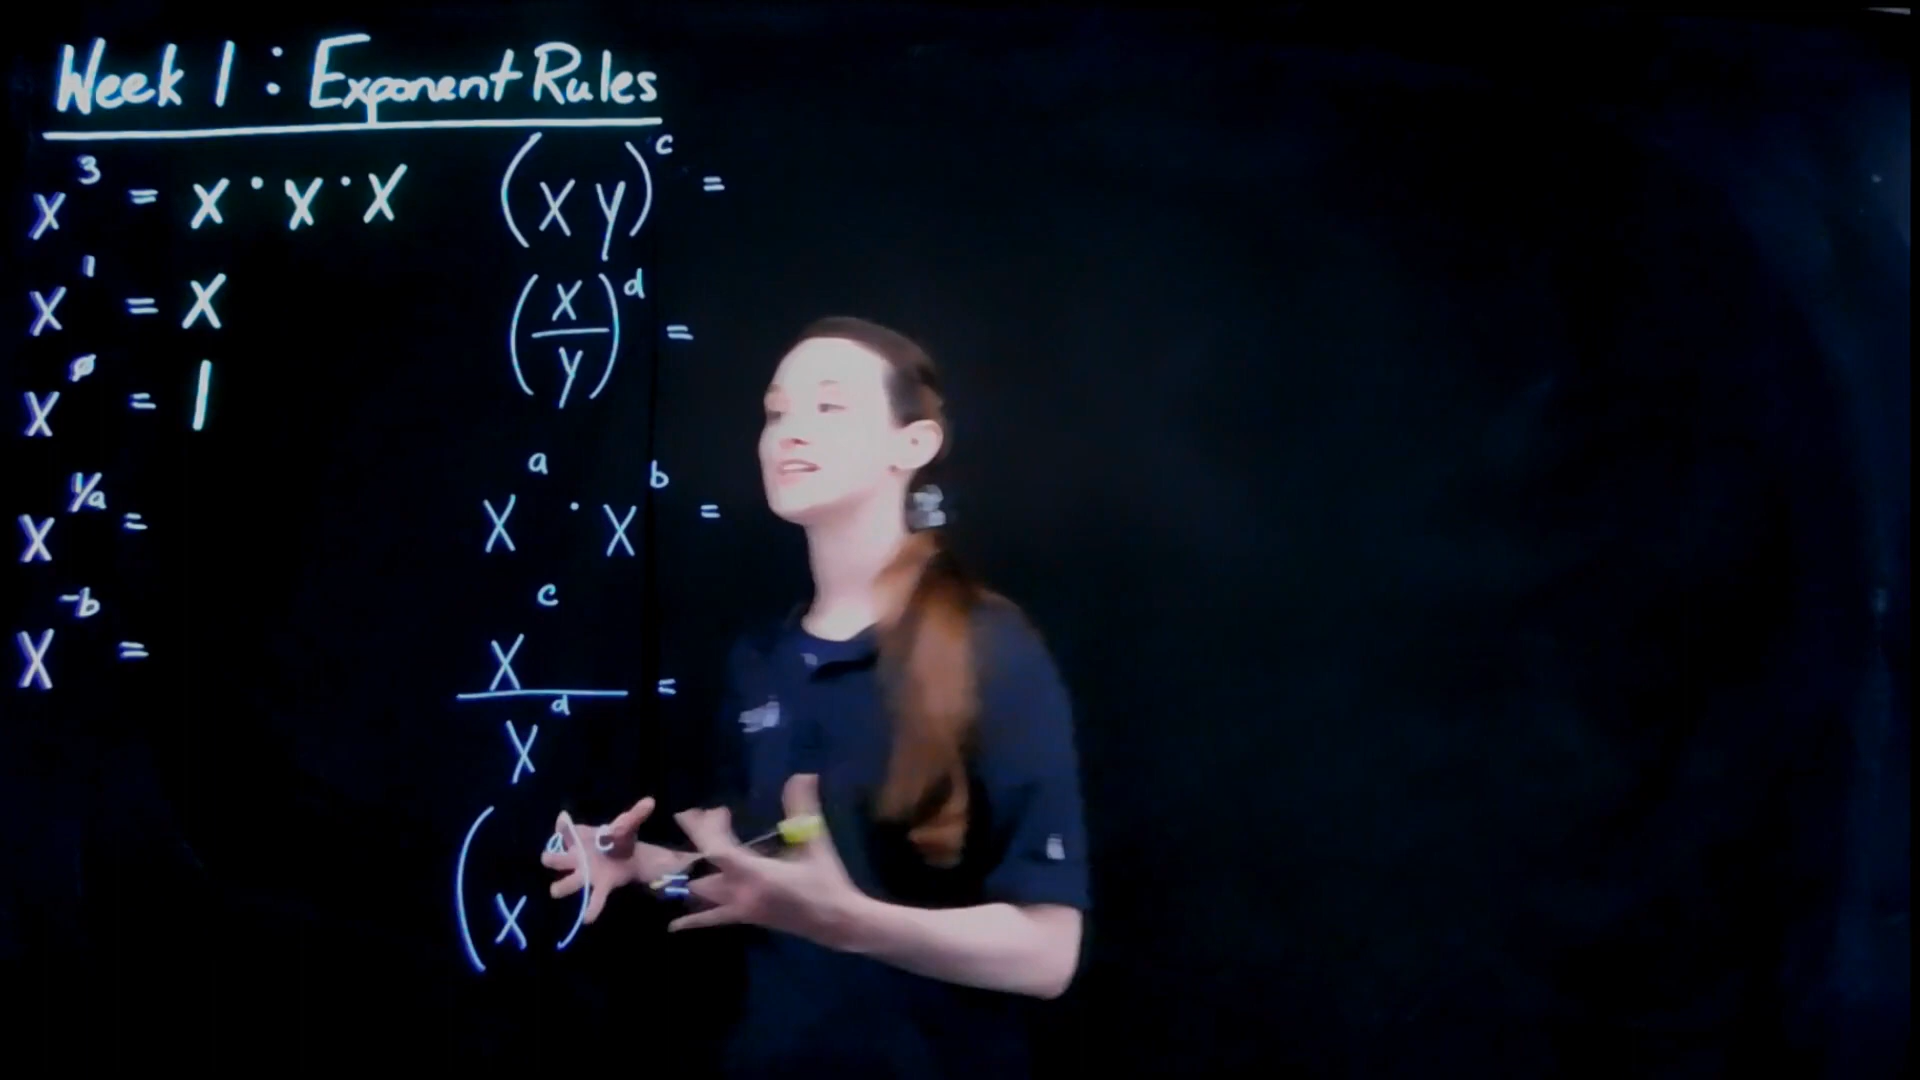 Week 1 : Exponent Rules
x³ = x · x · x
x¹ = x
x⁰ = 1
x^(1/a) =
x^(-b) =
(xy)^c =
(x/y)^d =
x^a · x^b =
x^c / x^d =
(x^a)^c =